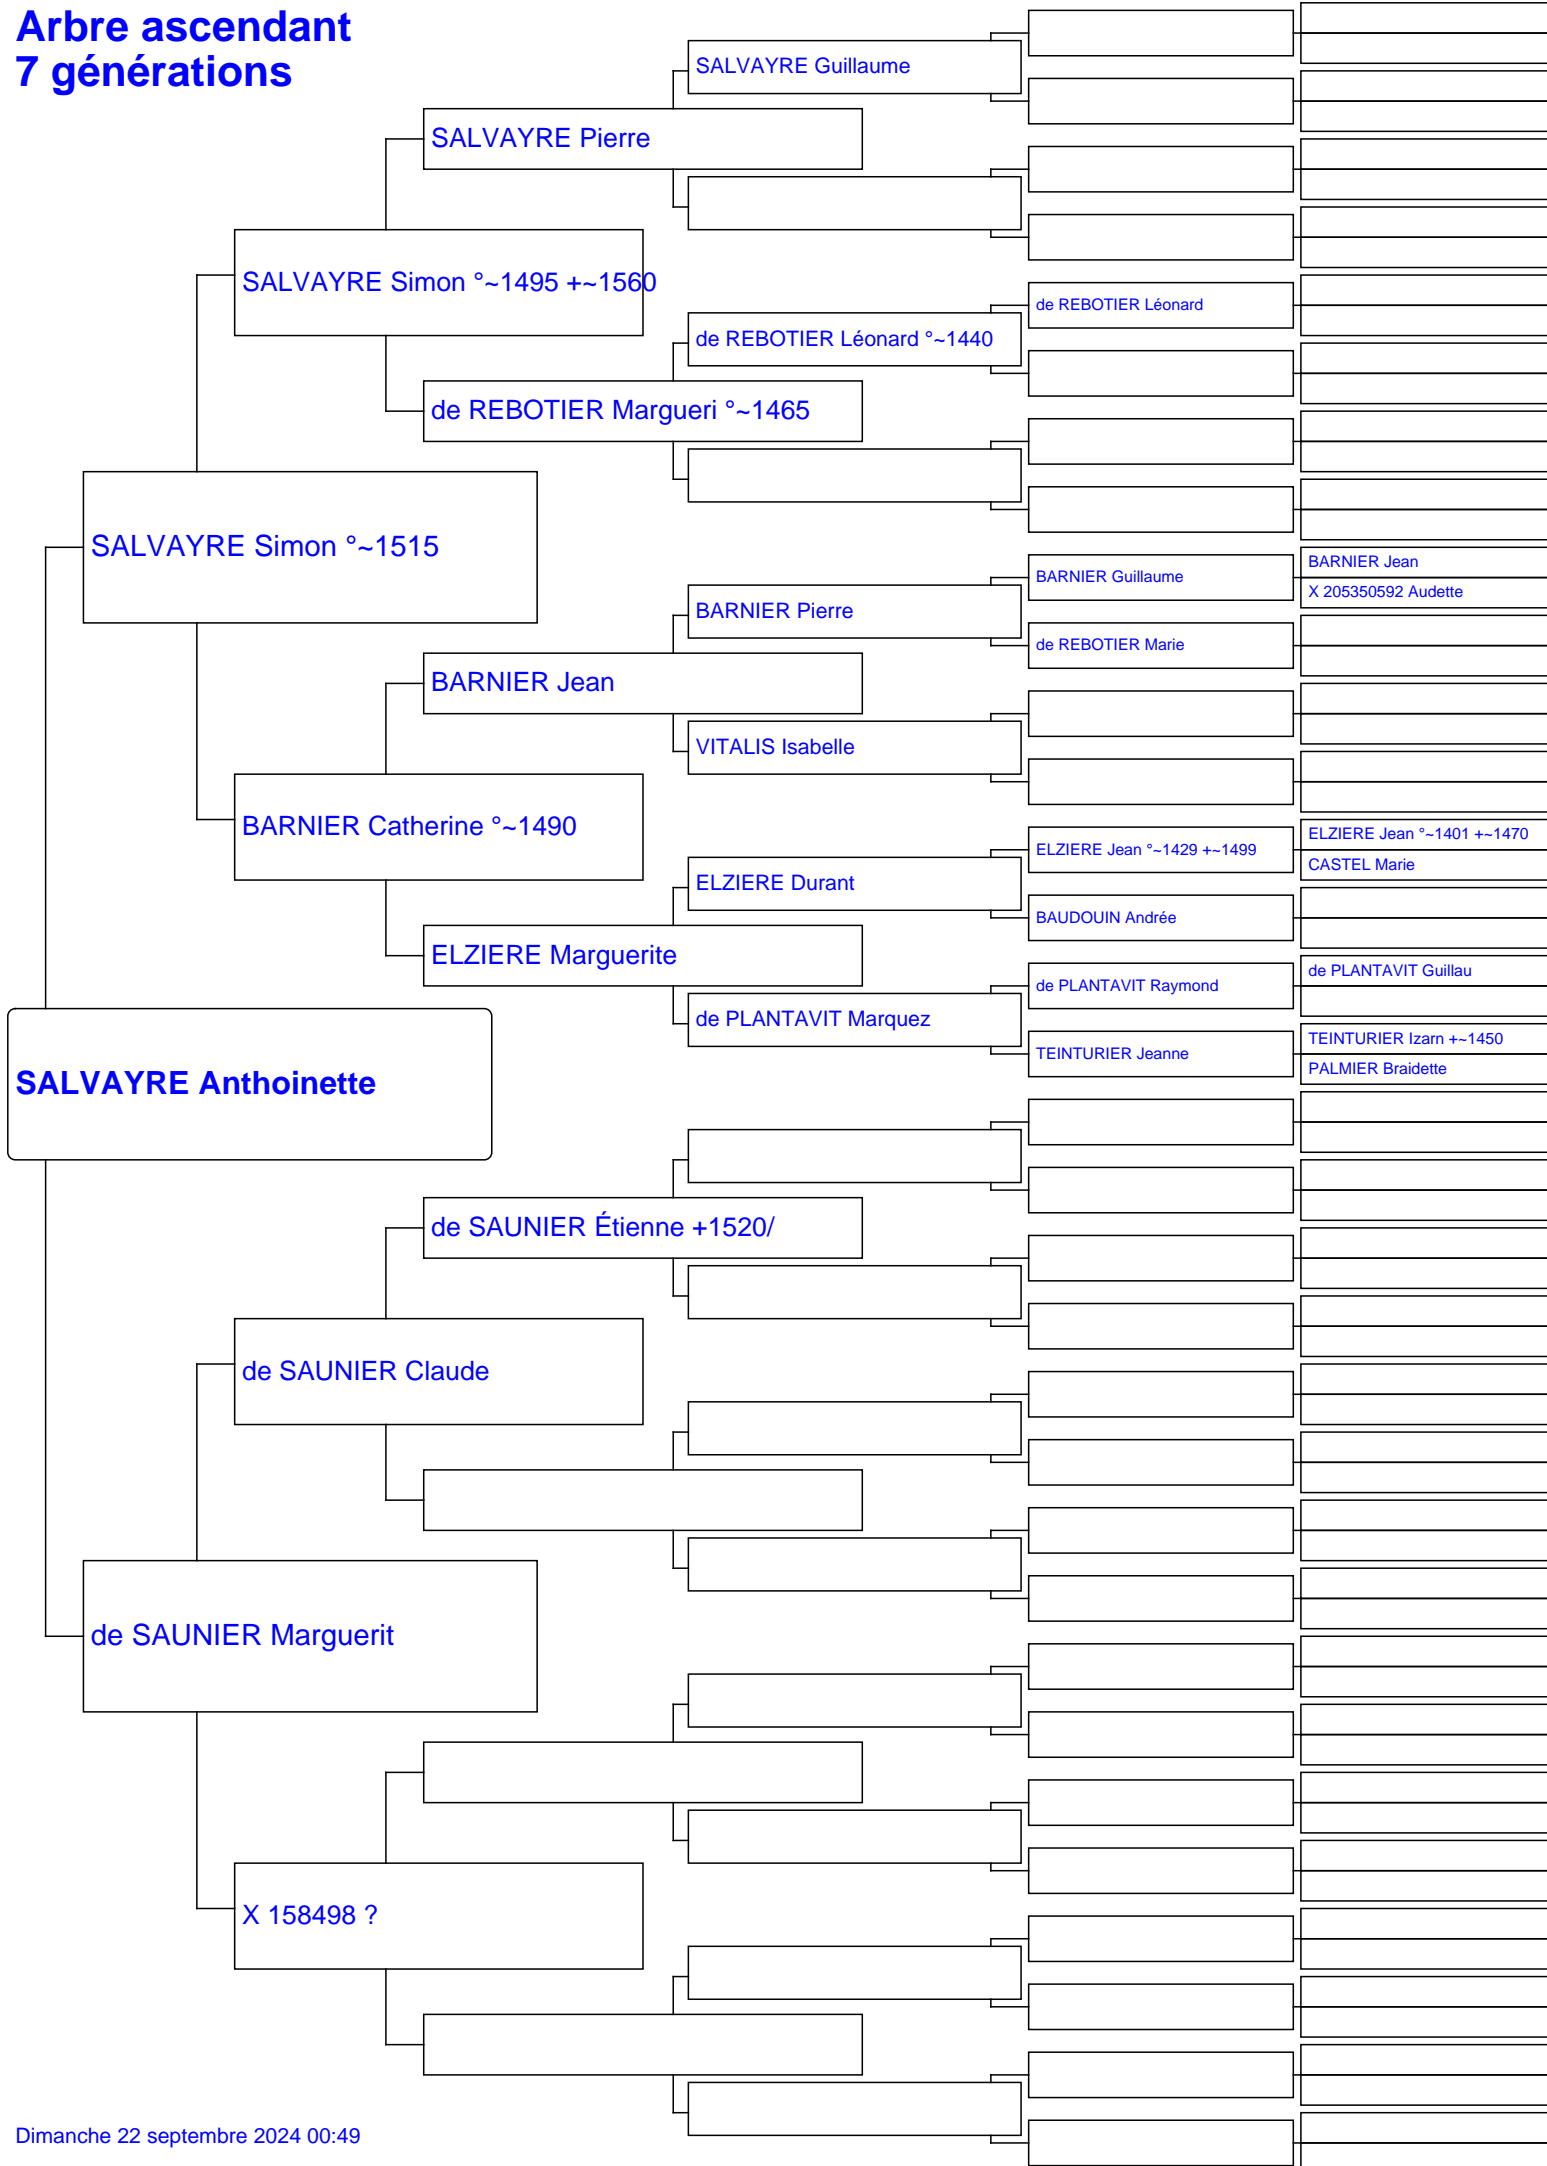 Arbre ascendant
7 générations
SALVAYRE Guillaume
SALVAYRE Pierre
SALVAYRE Simon °~1495 +~1560
de REBOTIER Léonard
de REBOTIER Léonard °~1440
de REBOTIER Margueri °~1465
SALVAYRE Simon °~1515
BARNIER Jean
BARNIER Guillaume
X 205350592 Audette
BARNIER Pierre
de REBOTIER Marie
BARNIER Jean
VITALIS Isabelle
BARNIER Catherine °~1490
ELZIERE Jean °~1401 +~1470
ELZIERE Jean °~1429 +~1499
CASTEL Marie
ELZIERE Durant
BAUDOUIN Andrée
ELZIERE Marguerite
de PLANTAVIT Guillau
de PLANTAVIT Raymond
de PLANTAVIT Marquez
TEINTURIER Izarn +~1450
TEINTURIER Jeanne
PALMIER Braidette
SALVAYRE Anthoinette
de SAUNIER Étienne +1520/
de SAUNIER Claude
de SAUNIER Marguerit
X 158498 ?
Dimanche 22 septembre 2024 00:49